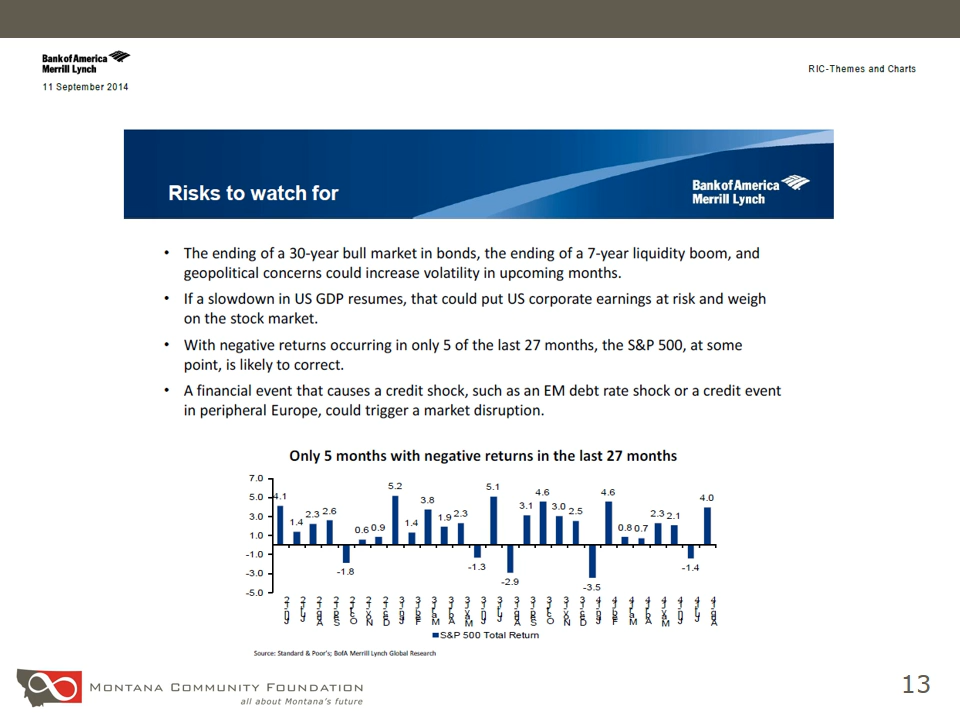 Bank of America
Merrill Lynch
11 September 2014
RIC-Themes and Charts
Risks to watch for
Bank of America
Merrill Lynch
• The ending of a 30-year bull market in bonds, the ending of a 7-year liquidity boom, and
geopolitical concerns could increase volatility in upcoming months.
• If a slowdown in US GDP resumes, that could put US corporate earnings at risk and weigh
on the stock market.
• With negative returns occurring in only 5 of the last 27 months, the S&P 500, at some
point, is likely to correct.
• A financial event that causes a credit shock, such as an EM debt rate shock or a credit event
in peripheral Europe, could trigger a market disruption.
Only 5 months with negative returns in the last 27 months
7.0
5.0
3.0
1.0
-1.0
-3.0
-5.0
4.1 1.4 2.3 2.6 -1.8 0.6 0.9 5.2 1.4 3.8 1.9 2.3 -1.3 5.1 -2.9 3.1 4.6 3.0 2.5 -3.5 4.6 0.8 0.7 2.3 2.1 -1.4 4.0
S&P 500 Total Return
Source: Standard & Poor's; BofA Merrill Lynch Global Research
Montana Community Foundation
all about Montana's future
13